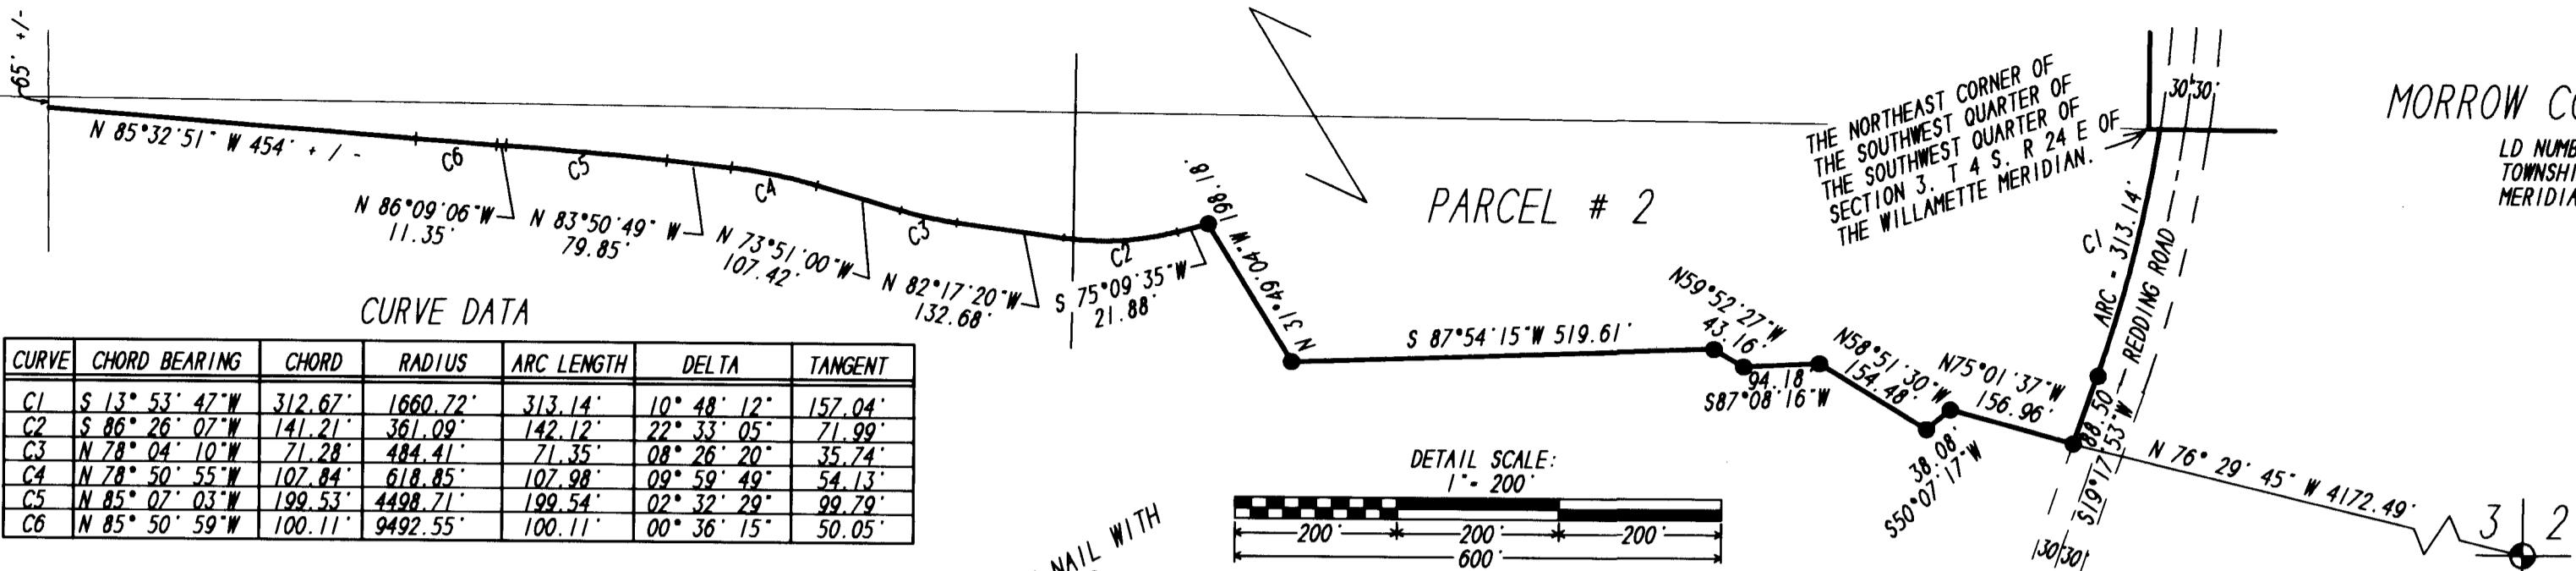 65' +/-
N 85°32'51" W 454' +/-
C6
C5
C4
C3
C2
N 86°09'06"W
11.35'
N 83°50'49" W
79.85'
N 73°51'00"W
107.42'
N 82°17'20"W
132.68'
S 75°09'35"W
21.88'
N 31°49'04"W 198.18'
PARCEL # 2
THE NORTHEAST CORNER OF
THE SOUTHWEST QUARTER OF
THE SOUTHWEST QUARTER OF
SECTION 3, T 4 S, R 24 E OF
THE WILLAMETTE MERIDIAN.
30' 30'
MORROW CO
LD NUMB
TOWNSHI
MERIDIA
C1
ARC = 313.14'
REDDING ROAD
S 87°54'15"W 519.61'
N59°52'27"W
43.16'
94.18'
S87°08'16"W
N58°51'30"W
154.48'
N75°01'37"W
156.96'
38.08'
S50°07'17"W
88.50'
S19°17'53"W
30' 30'
N 76° 29' 45" W 4172.49'
3 2
CURVE DATA
CURVE CHORD BEARING CHORD RADIUS ARC LENGTH DELTA TANGENT
C1 S 13° 53' 47"W 312.67' 1660.72' 313.14' 10° 48' 12" 157.04'
C2 S 86° 26' 07"W 141.21' 361.09' 142.12' 22° 33' 05" 71.99'
C3 N 78° 04' 10"W 71.28' 484.41' 71.35' 08° 26' 20" 35.74'
C4 N 78° 50' 55"W 107.84' 618.85' 107.98' 09° 59' 49" 54.13'
C5 N 85° 07' 03"W 199.53' 4498.71' 199.54' 02° 32' 29" 99.79'
C6 N 85° 50' 59"W 100.11' 9492.55' 100.11' 00° 36' 15" 50.05'
DETAIL SCALE:
1"= 200'
200' 200' 200'
600'
NAIL WITH